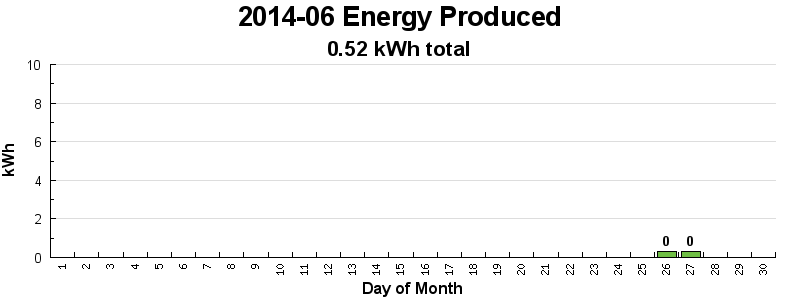 2014-06 Energy Produced
0.52 kWh total
kWh
10
8
6
4
2
0
0 0
1 2 3 4 5 6 7 8 9 10 11 12 13 14 15 16 17 18 19 20 21 22 23 24 25 26 27 28 29 30
Day of Month